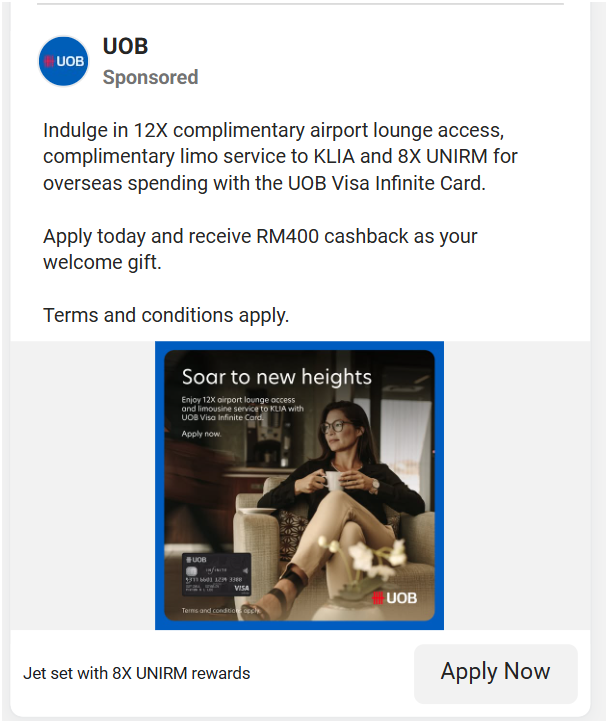 UOB
UOB
Sponsored
Indulge in 12X complimentary airport lounge access,
complimentary limo service to KLIA and 8X UNIRM for
overseas spending with the UOB Visa Infinite Card.
Apply today and receive RM400 cashback as your
welcome gift.
Terms and conditions apply.
Soar to new heights
Enjoy 12X airport lounge access
and limousine service to KLIA with
UOB Visa Infinite Card.
Apply now.
UOB
infinite
VISA
UOB
Terms and conditions apply.
Jet set with 8X UNIRM rewards
Apply Now